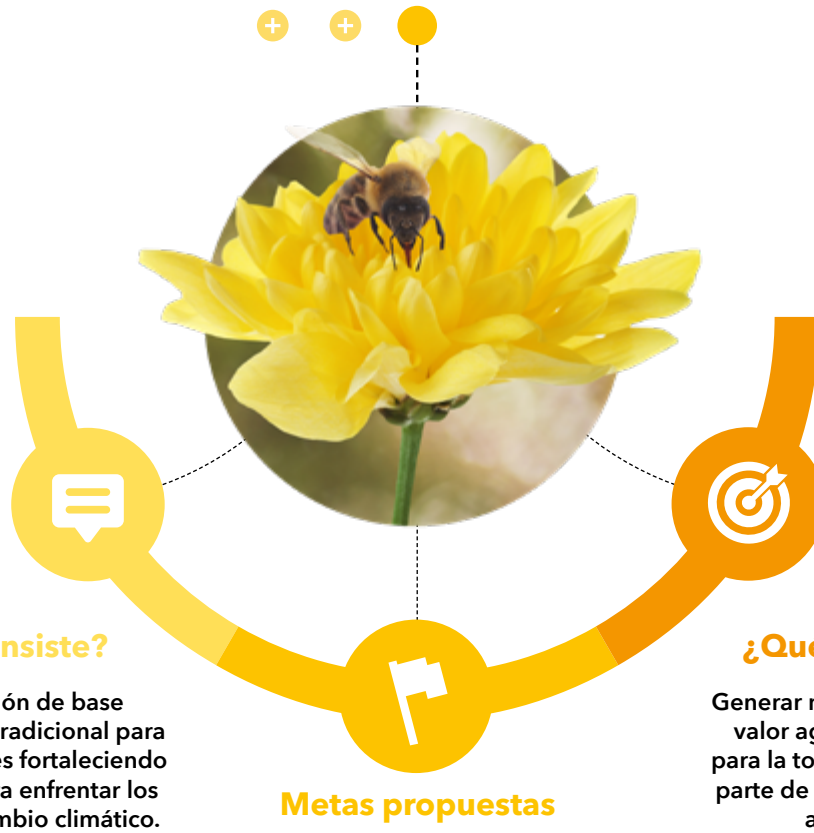 nsiste?
ón de base
radicional para
es fortaleciendo
a enfrentar los
mbio climático.
Metas propuestas
¿Qué
Generar
valor ag
para la to
parte de
a